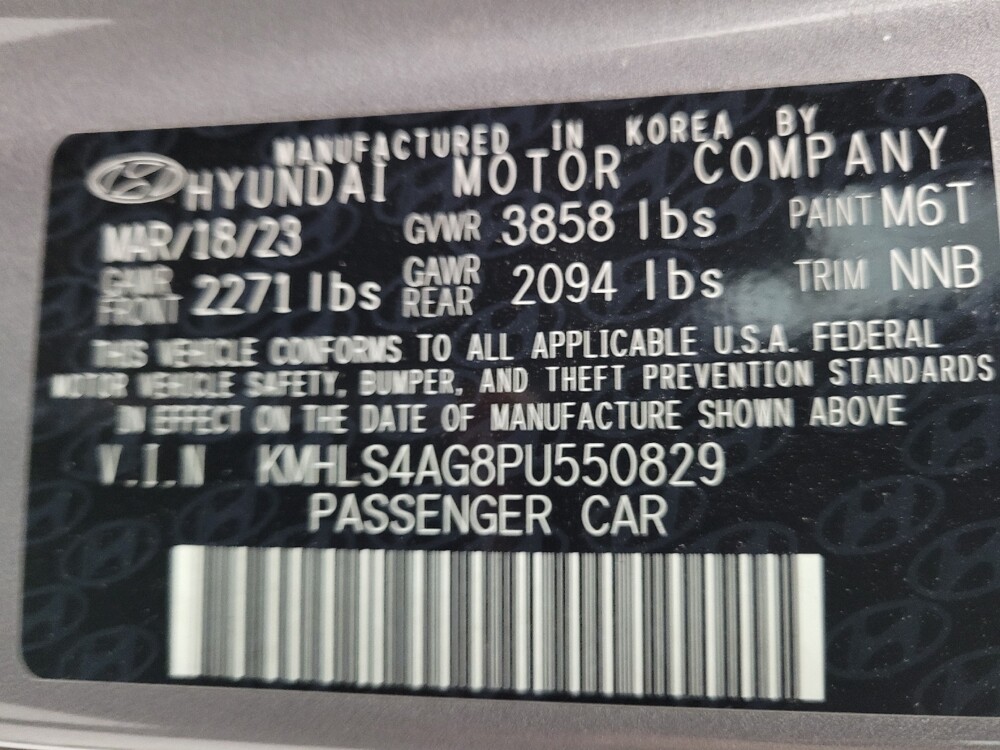 MANUFACTURED IN KOREA BY
HYUNDAI MOTOR COMPANY
MAR/18/23 GVWR 3858 lbs PAINT M6T
GAWR FRONT 2271 lbs GAWR REAR 2094 lbs TRIM NNB
THIS VEHICLE CONFORMS TO ALL APPLICABLE U.S.A. FEDERAL
MOTOR VEHICLE SAFETY, BUMPER, AND THEFT PREVENTION STANDARDS
IN EFFECT ON THE DATE OF MANUFACTURE SHOWN ABOVE
V.I.N KMHLS4AG8PU550829
PASSENGER CAR